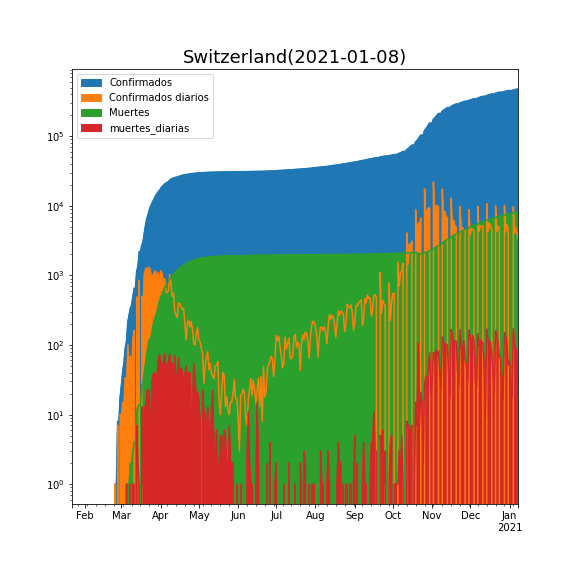 Switzerland(2021-01-08)
Confirmados
Confirmados diarios
Muertes
muertes_diarias
10⁵
10⁴
10³
10²
10¹
10⁰
Feb Mar Apr May Jun Jul Aug Sep Oct Nov Dec Jan
2021